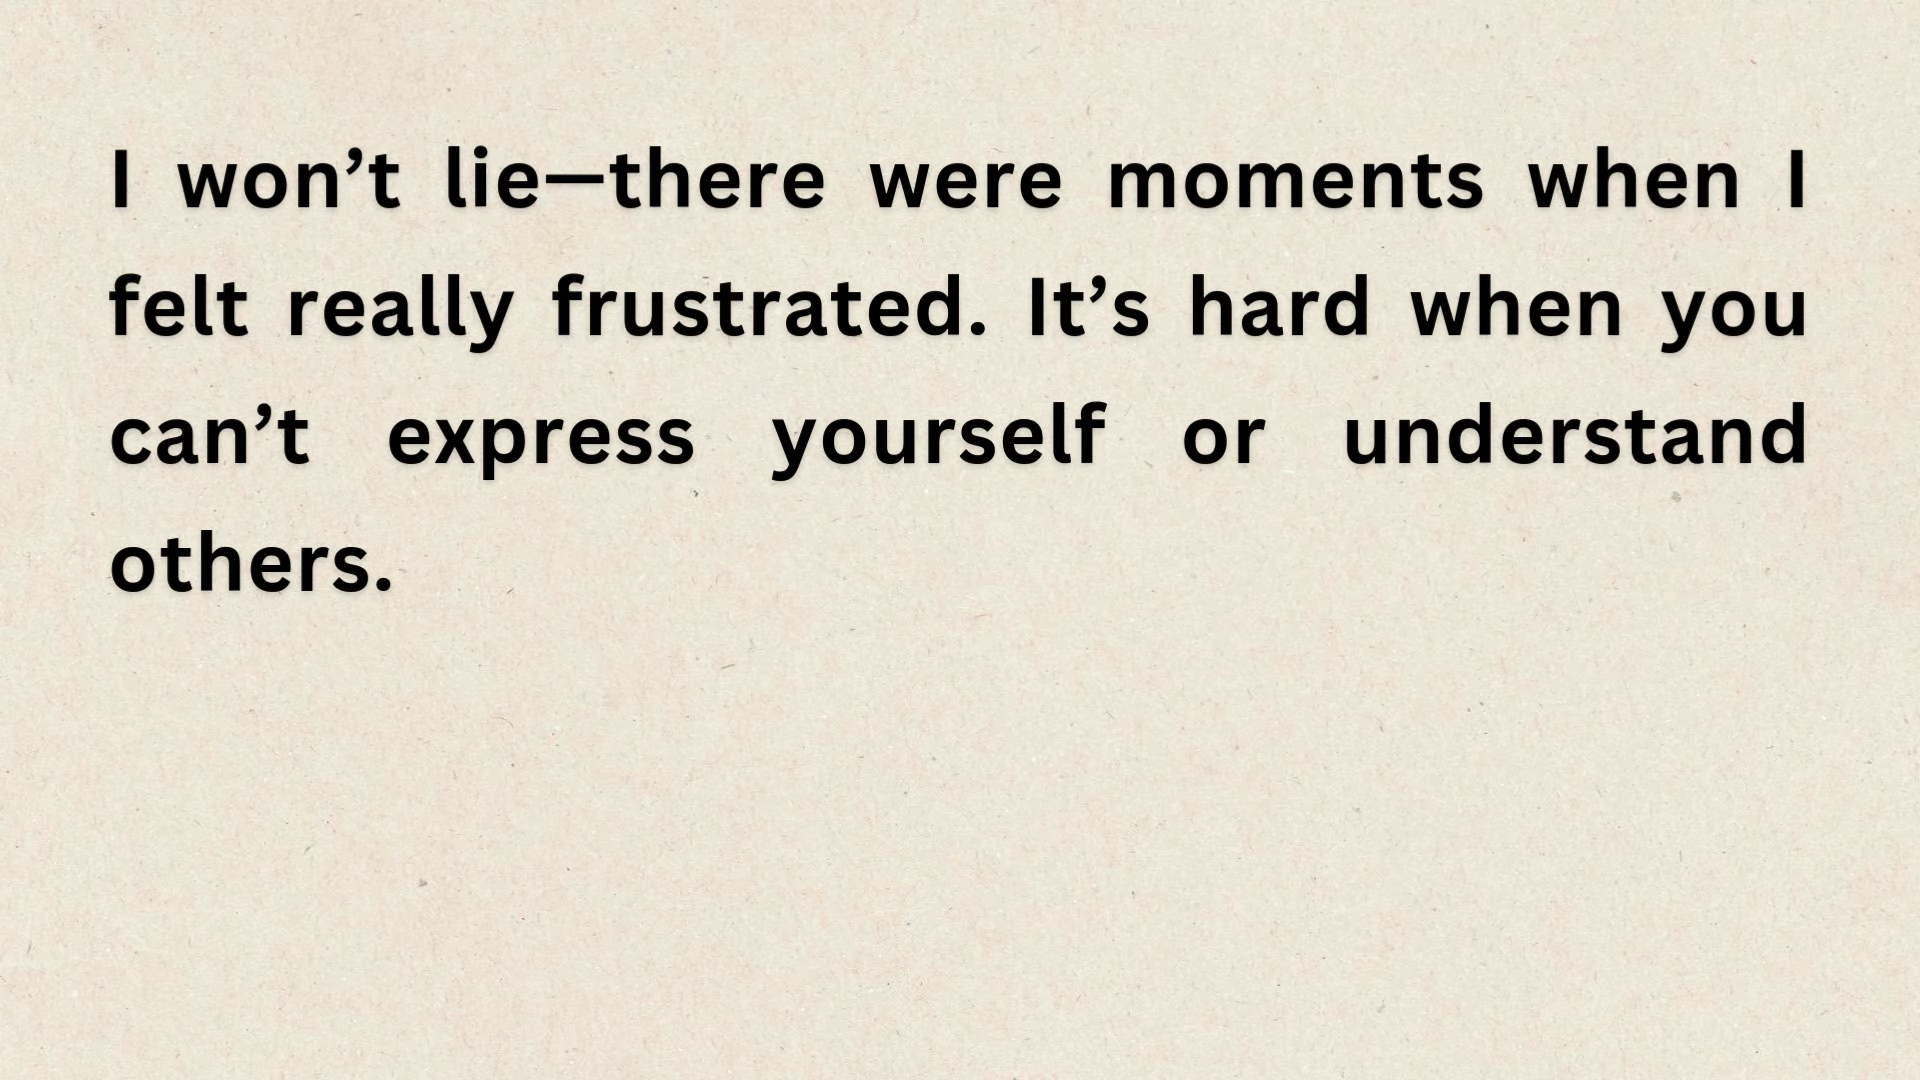 I won’t lie—there were moments when I
felt really frustrated. It’s hard when you
can’t express yourself or understand
others.